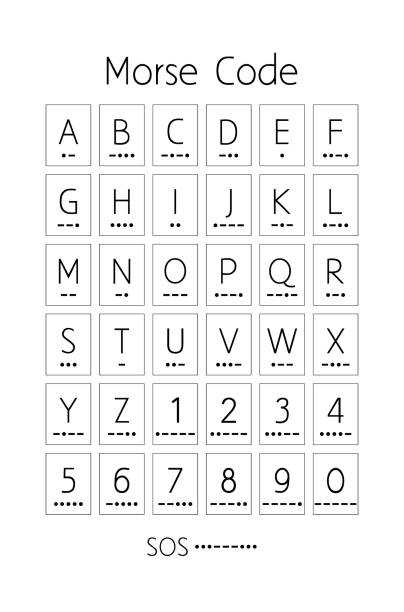 Morse Code
A B C D E F
•– –••• –•–• –•• • ••–•
G H I J K L
––• •••• •• •––– –•– •–••
M N O P Q R
–– –• ––– •––• ––•– •–•
S T U V W X
••• – ••– •••– •–– –••–
Y Z 1 2 3 4
–•–– ––•• •–––– ••––– •••–– ••••–
5 6 7 8 9 0
••••• –•••• ––••• –––•• ––––• –––––
SOS •••–––•••